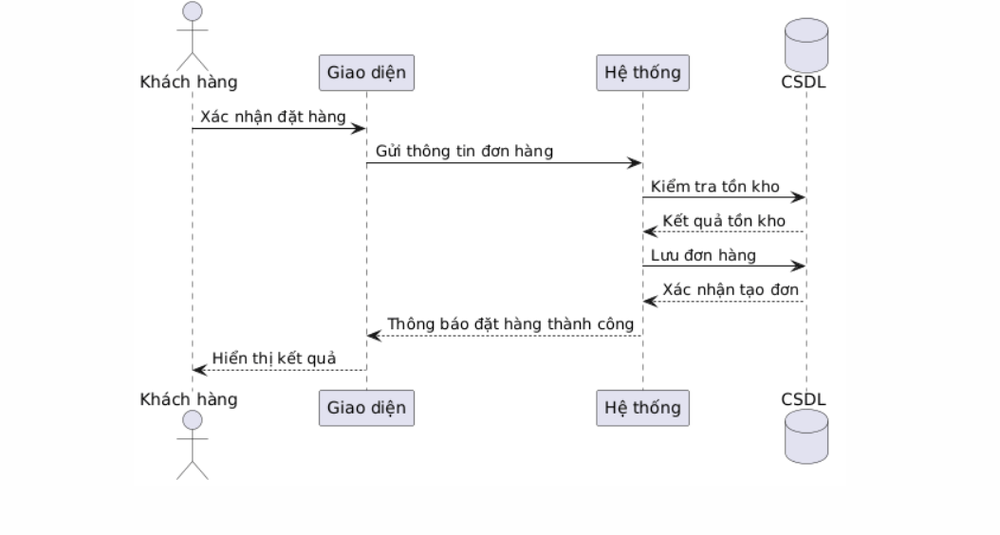 Khách hàng
Giao diện
Hệ thống
CSDL
Xác nhận đặt hàng
Gửi thông tin đơn hàng
Kiểm tra tồn kho
Kết quả tồn kho
Lưu đơn hàng
Xác nhận tạo đơn
Thông báo đặt hàng thành công
Hiển thị kết quả
Khách hàng
Giao diện
Hệ thống
CSDL